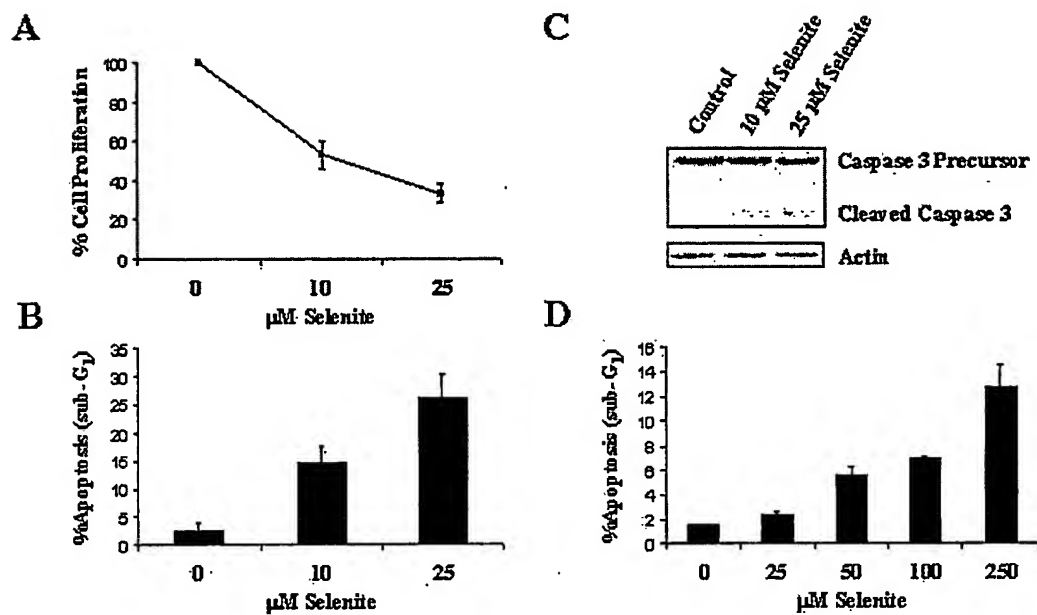 A
% Cell Proliferation
100
80
60
40
20
0
0 10 25
µM Selenite
B
%Apoptosis (sub-G1)
35
30
25
20
15
10
5
0
0 10 25
µM Selenite
C
Control
10 µM Selenite
25 µM Selenite
Caspase 3 Precursor
Cleaved Caspase 3
Actin
D
%Apoptosis (sub-G1)
16
14
12
10
8
6
4
2
0
0 25 50 100 250
µM Selenite